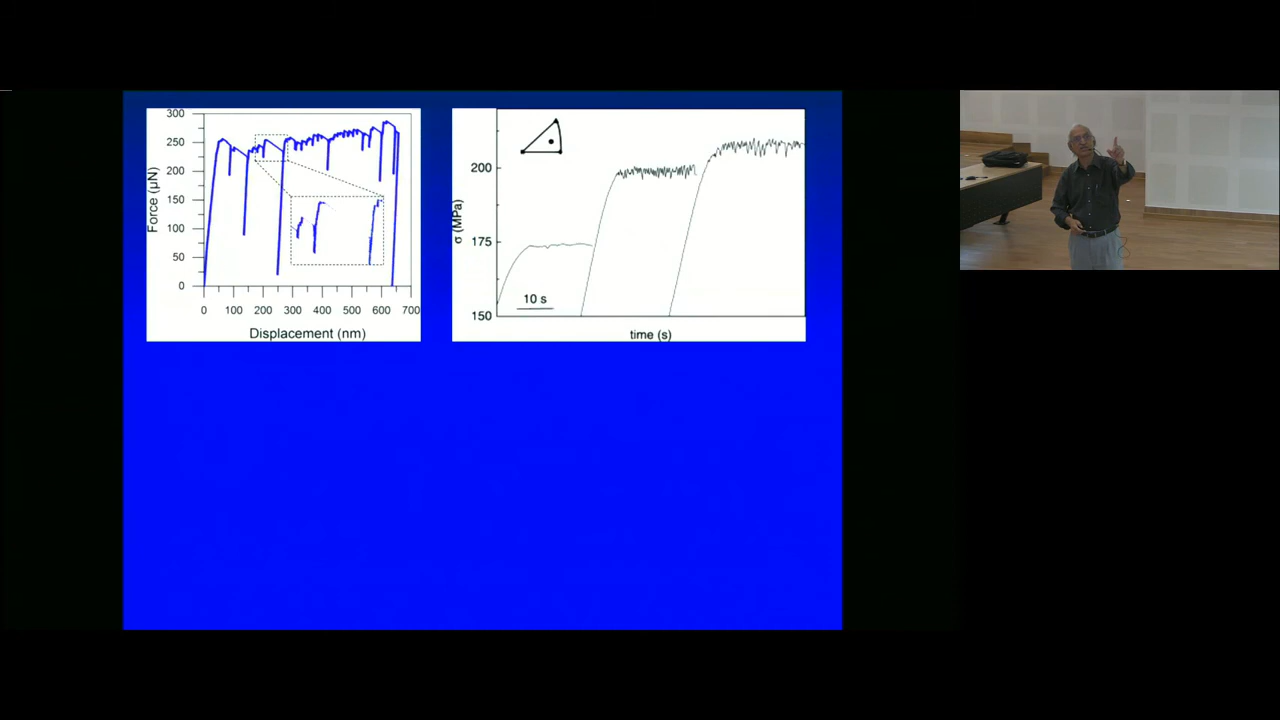 300
250
200
150
100
50
0
Force (µN)
0 100 200 300 400 500 600 700
Displacement (nm)
200
175
150
σ (MPa)
10 s
time (s)